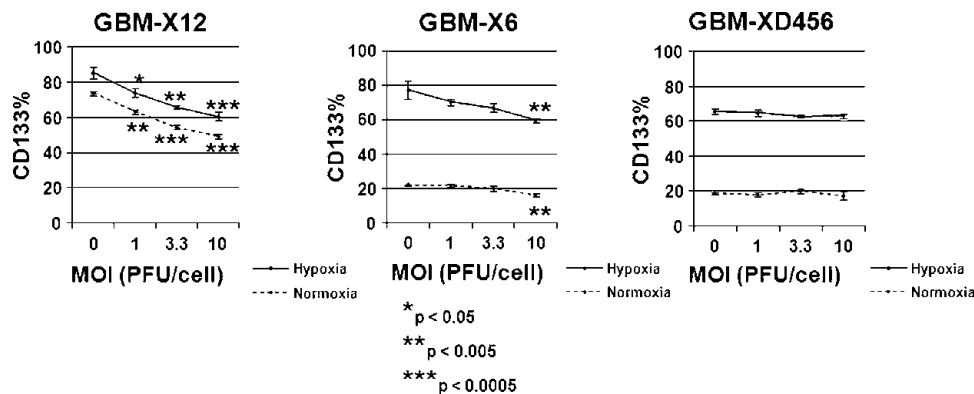 GBM-X12
GBM-X6
GBM-XD456
CD133%
100
80
60
40
20
0
*
**
***
**
***
***
0 1 3.3 10
MOI (PFU/cell)
Hypoxia
Normoxia
CD133%
100
80
60
40
20
0
**
**
0 1 3.3 10
MOI (PFU/cell)
Hypoxia
Normoxia
CD133%
100
80
60
40
20
0
0 1 3.3 10
MOI (PFU/cell)
Hypoxia
Normoxia
* p < 0.05
** p < 0.005
*** p < 0.0005